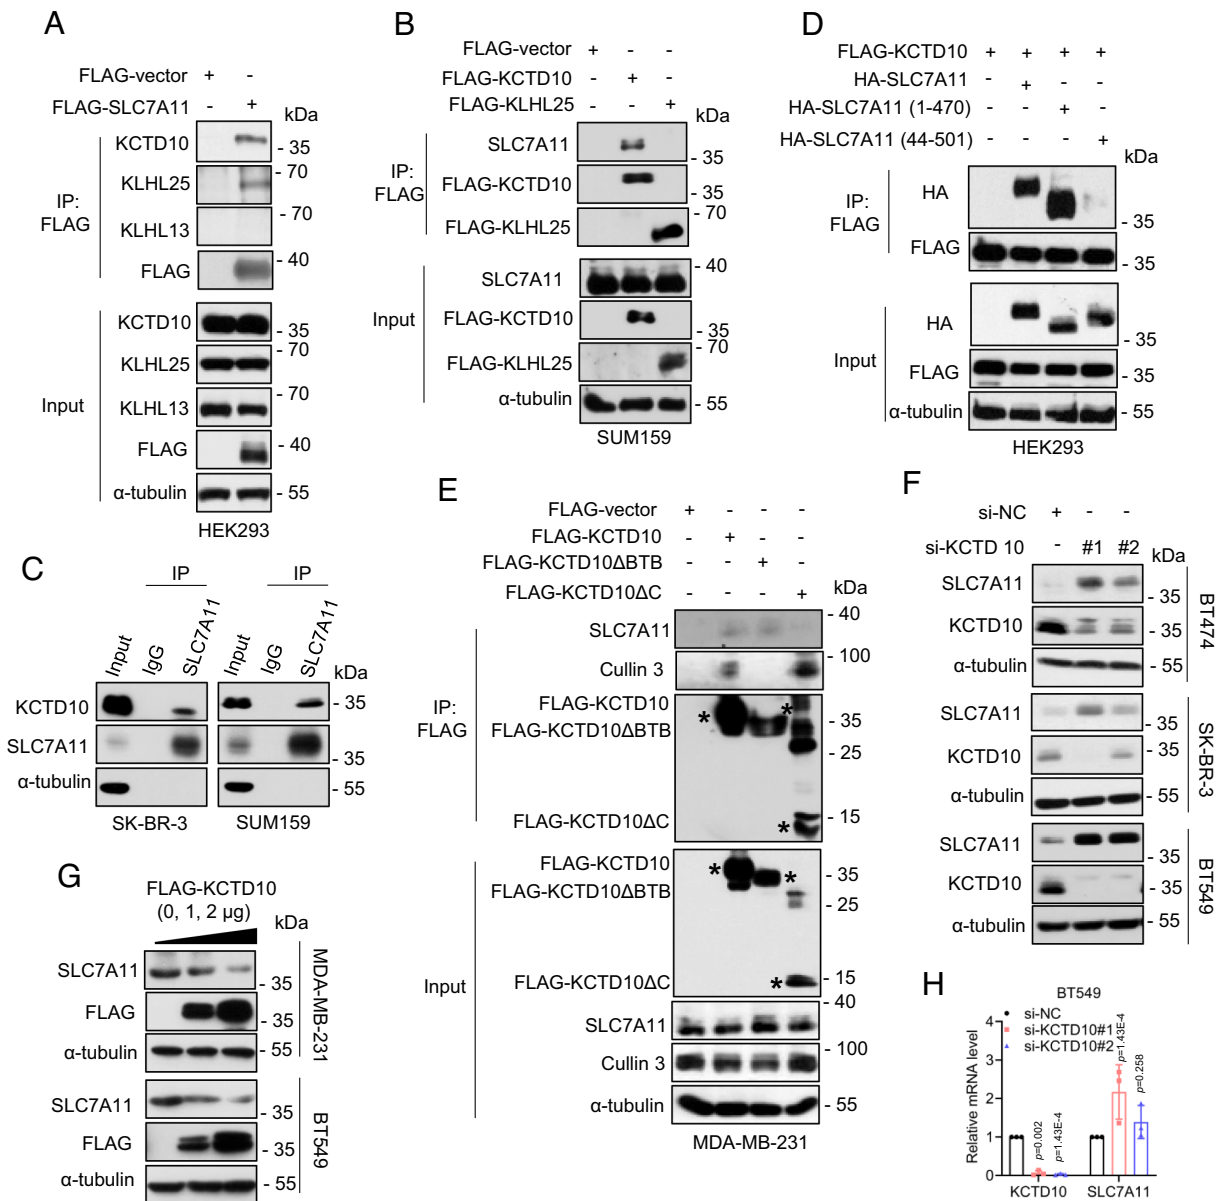 A
FLAG-vector + -
FLAG-SLC7A11 - +
kDa
IP: FLAG
KCTD10 - 35
KLHL25 - 70
KLHL13 - 70
FLAG - 40
Input
KCTD10 - 35
KLHL25 - 70
KLHL13 - 70
FLAG - 40
α-tubulin - 55
HEK293
B
FLAG-vector + - -
FLAG-KCTD10 - + -
FLAG-KLHL25 - - +
kDa
IP: FLAG
SLC7A11 - 35
FLAG-KCTD10 - 35
FLAG-KLHL25 - 70
Input
SLC7A11 - 40
FLAG-KCTD10 - 35
FLAG-KLHL25 - 70
α-tubulin - 55
SUM159
C
IP IP
Input IgG SLC7A11 Input IgG SLC7A11
kDa
KCTD10 - 35
SLC7A11
α-tubulin - 55
SK-BR-3 SUM159
D
FLAG-KCTD10 + + + +
HA-SLC7A11 - + - -
HA-SLC7A11 (1-470) - - + -
HA-SLC7A11 (44-501) - - - +
kDa
IP: FLAG
HA - 35
FLAG - 35
Input
HA - 35
FLAG - 35
α-tubulin - 55
HEK293
E
FLAG-vector + - - -
FLAG-KCTD10 - + - -
FLAG-KCTD10ΔBTB - - + -
FLAG-KCTD10ΔC - - - +
kDa
IP: FLAG
SLC7A11 - 40
Cullin 3 - 100
FLAG-KCTD10 * *
FLAG-KCTD10ΔBTB - 35
- 25
FLAG-KCTD10ΔC * - 15
Input
FLAG-KCTD10 * * - 35
FLAG-KCTD10ΔBTB - 25
FLAG-KCTD10ΔC * - 15
SLC7A11 - 40
Cullin 3 - 100
α-tubulin - 55
MDA-MB-231
F
si-NC + - -
si-KCTD 10 - #1 #2
kDa
SLC7A11 - 35
KCTD10 - 35
α-tubulin - 55
BT474
SLC7A11 - 35
KCTD10 - 35
α-tubulin - 55
SK-BR-3
SLC7A11 - 35
KCTD10 - 35
α-tubulin - 55
BT549
G
FLAG-KCTD10
(0, 1, 2 µg)
kDa
SLC7A11 - 35
FLAG - 35
α-tubulin - 55
MDA-MB-231
SLC7A11 - 35
FLAG - 35
α-tubulin - 55
BT549
H
BT549
si-NC
si-KCTD10#1
si-KCTD10#2
Relative mRNA level
4
3
2
1
0
p=0.002
p=1.43E-4
p=1.43E-4
p=0.258
KCTD10 SLC7A11